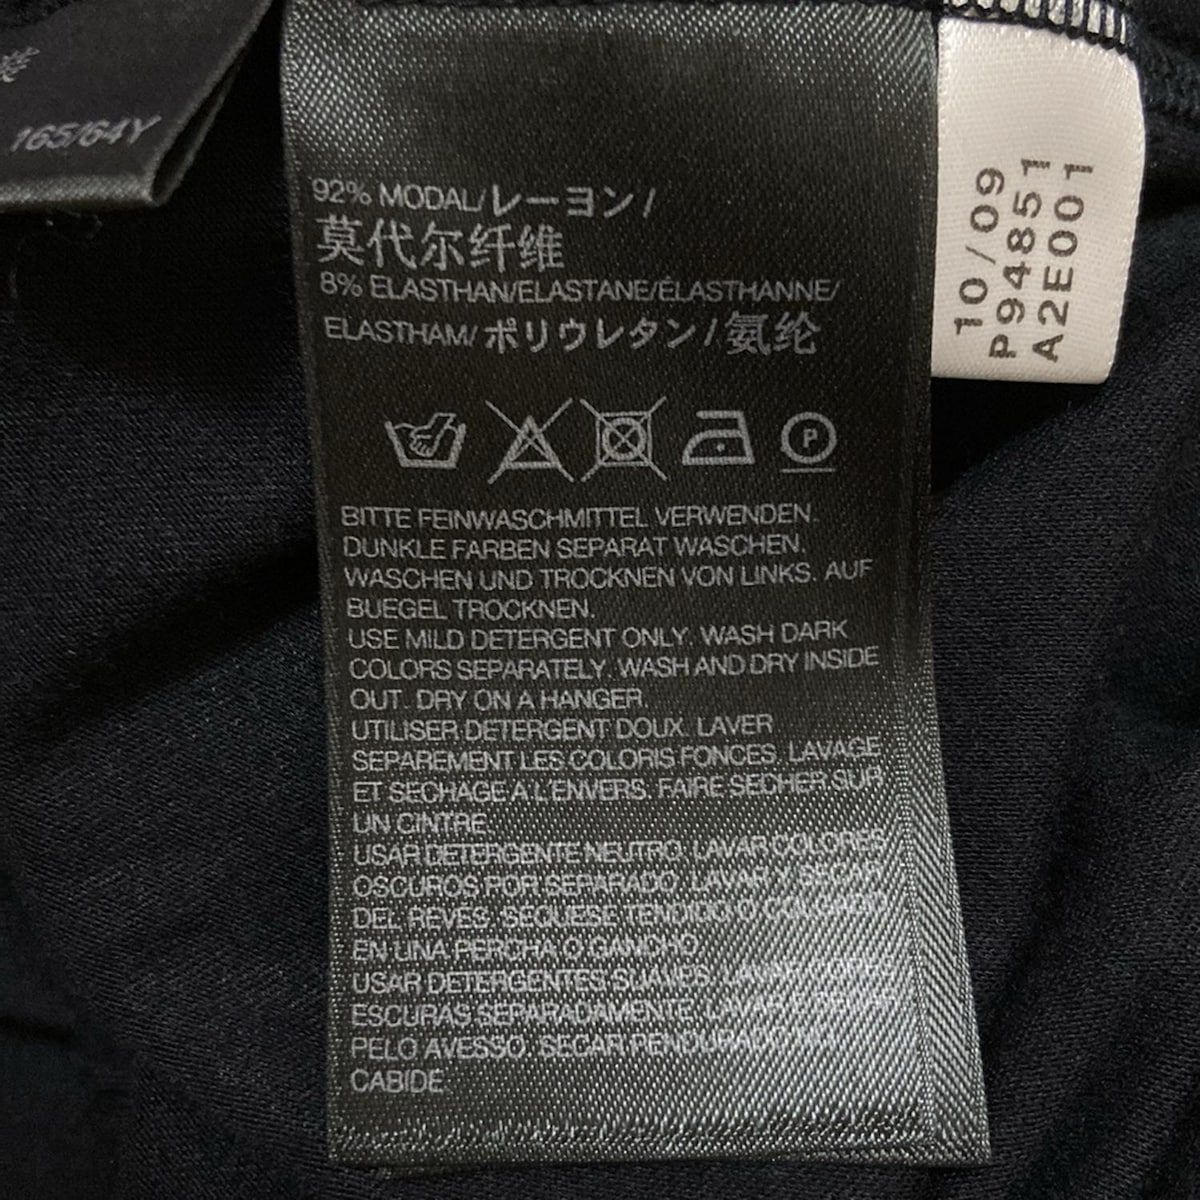 165/64Y
92% MODAL/レーヨン/
莫代尔纤维
8% ELASTHAN/ELASTANE/ÉLASTHANNE/
ELASTHAM/ポリウレタン/氨纶
P
BITTE FEINWASCHMITTEL VERWENDEN.
DUNKLE FARBEN SEPARAT WASCHEN.
WASCHEN UND TROCKNEN VON LINKS. AUF
BUEGEL TROCKNEN.
USE MILD DETERGENT ONLY. WASH DARK
COLORS SEPARATELY. WASH AND DRY INSIDE
OUT. DRY ON A HANGER.
UTILISER DETERGENT DOUX. LAVER
SEPAREMENT LES COLORIS FONCES. LAVAGE
ET SECHAGE A L'ENVERS. FAIRE SECHER SUR
UN CINTRE.
USAR DETERGENTE NEUTRO. LAVAR COLORES
OSCUROS POR SEPARADO. LAVAR Y SECAR
DEL REVES. SEQUESE TENDIDO O COLGADO
EN UNA PERCHA O GANCHO.
USAR DETERGENTES SUAVES. LAVAR CORES
ESCURAS SEPARADAMENTE. LAVAR E SECAR
PELO AVESSO. SECAR PENDURADO
CABIDE.
10/09
P94851
A2E001